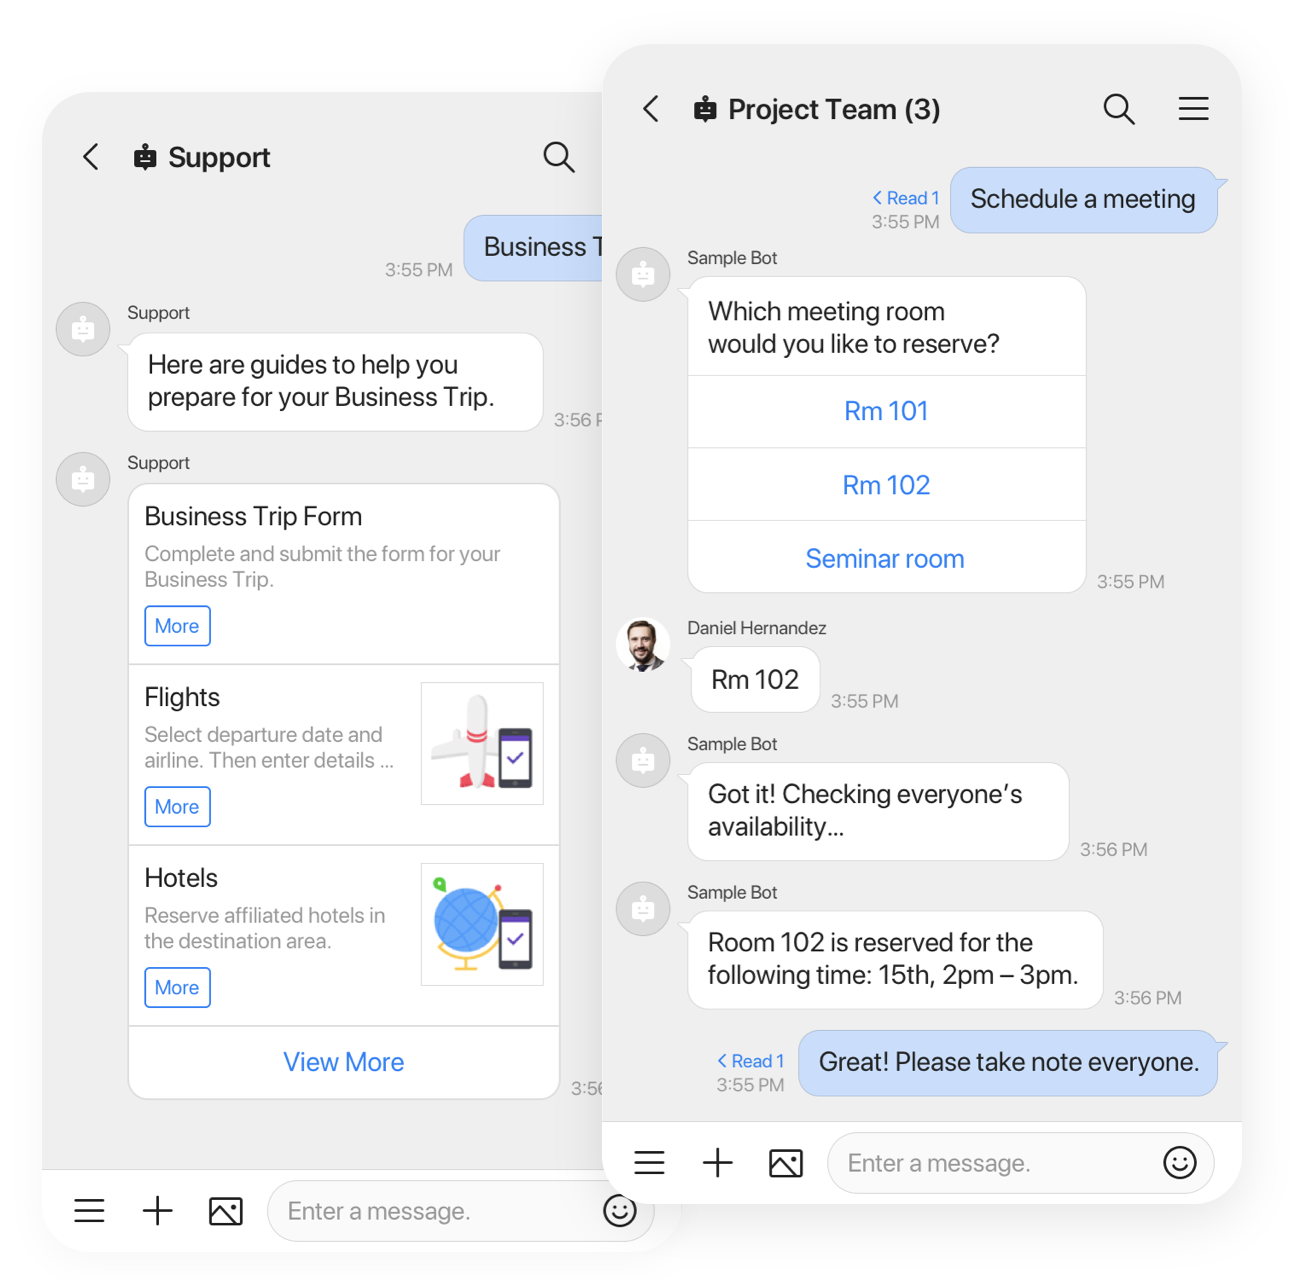 Support
Business T
3:55 PM
Support
Here are guides to help you
prepare for your Business Trip.
3:56 P
Support
Business Trip Form
Complete and submit the form for your
Business Trip.
More
Flights
Select departure date and
airline. Then enter details ...
More
Hotels
Reserve affiliated hotels in
the destination area.
More
View More
3:56
Enter a message.
Project Team (3)
Read 1
3:55 PM
Schedule a meeting
Sample Bot
Which meeting room
would you like to reserve?
Rm 101
Rm 102
Seminar room
3:55 PM
Daniel Hernandez
Rm 102
3:55 PM
Sample Bot
Got it! Checking everyone’s
availability...
3:56 PM
Sample Bot
Room 102 is reserved for the
following time: 15th, 2pm – 3pm.
3:56 PM
Read 1
3:55 PM
Great! Please take note everyone.
Enter a message.